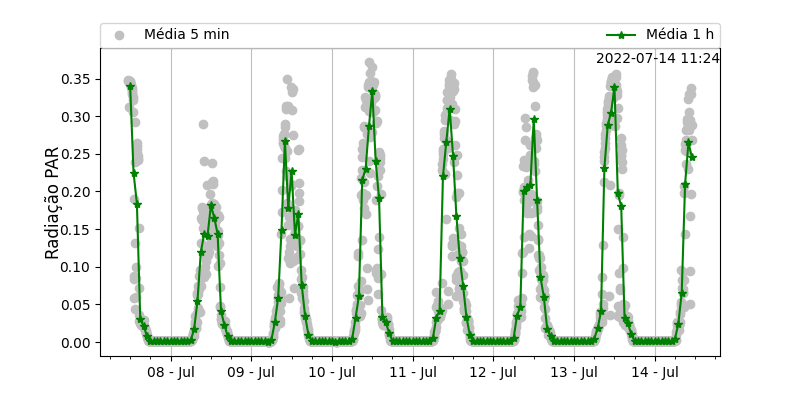 Média 5 min
Média 1 h
2022-07-14 11:24
Radiação PAR
0.35
0.30
0.25
0.20
0.15
0.10
0.05
0.00
08 - Jul
09 - Jul
10 - Jul
11 - Jul
12 - Jul
13 - Jul
14 - Jul